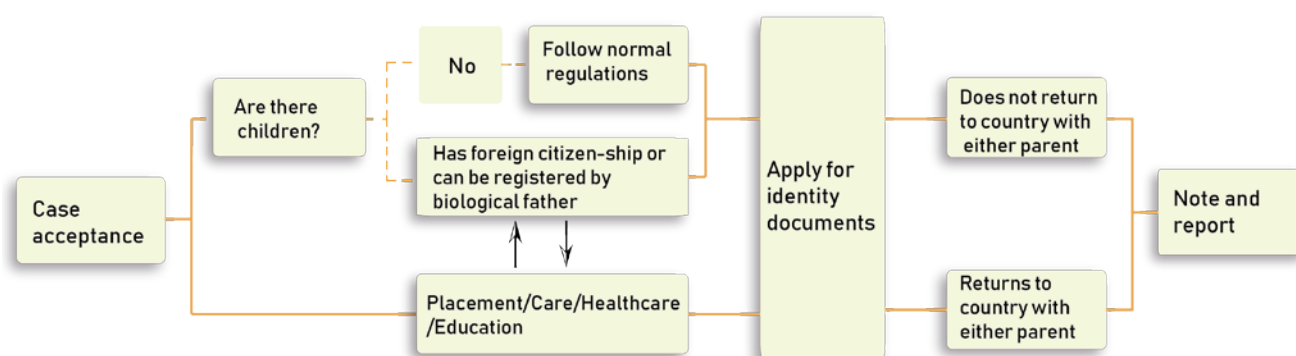 Case
acceptance
Are there
children?
No
Follow normal
regulations
Has foreign citizen-ship or
can be registered by
biological father
Placement/Care/Healthcare
/Education
Apply for
identity
documents
Does not return
to country with
either parent
Returns to
country with
either parent
Note and
report